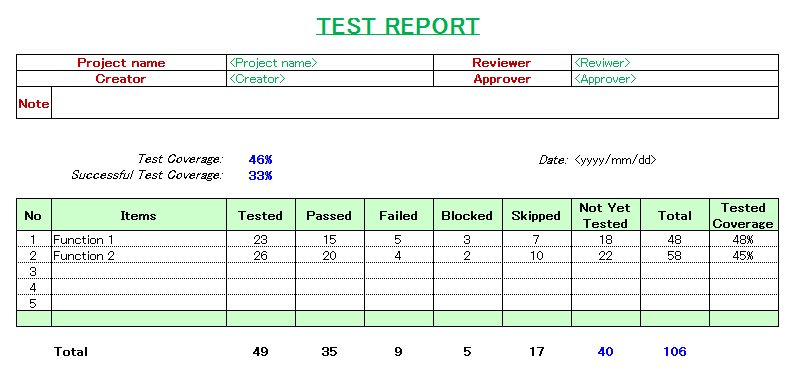 TEST REPORT
Project name <Project name> Reviewer <Reviwer>
Creator <Creator> Approver <Approver>
Note
Test Coverage: 46% Date: <yyyy/mm/dd>
Successful Test Coverage: 33%
No Items Tested Passed Failed Blocked Skipped Not Yet Tested Total Tested Coverage
1 Function 1 23 15 5 3 7 18 48 48%
2 Function 2 26 20 4 2 10 22 58 45%
3
4
5
Total 49 35 9 5 17 40 106